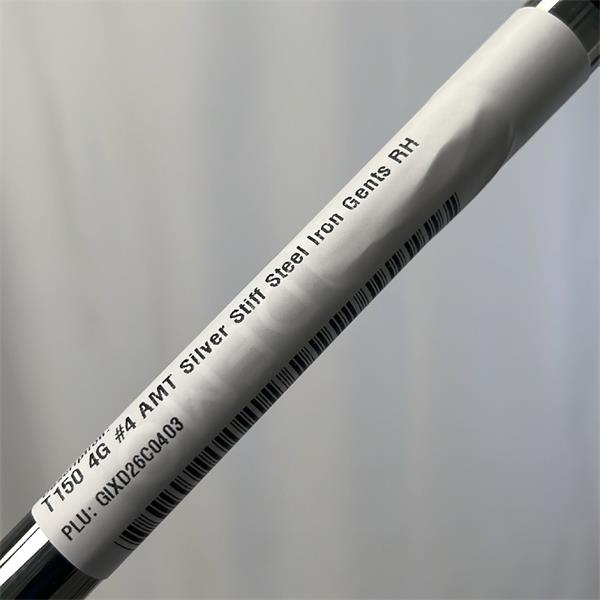 T150 4G #4 AMT Silver Stiff Steel Iron Gents RH
PLU: GIXD26C0403